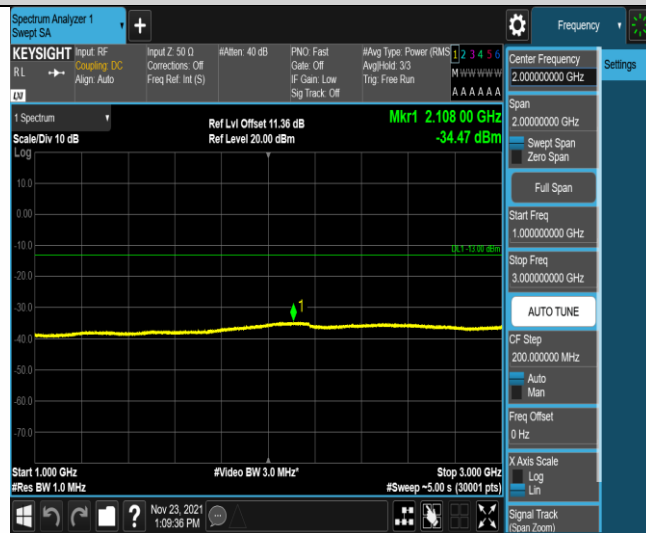 Spectrum Analyzer 1
Swept SA
+
Frequency
KEYSIGHT
RL
LXI
Input: RF
Coupling: DC
Align: Auto
Input Z: 50 Ω
Corrections: Off
Freq Ref: Int (S)
#Atten: 40 dB
PNO: Fast
Gate: Off
IF Gain: Low
Sig Track: Off
#Avg Type: Power (RMS
Avg|Hold: 3/3
Trig: Free Run
1 2 3 4 5 6
M W W W W W
A A A A A A
Center Frequency
2.000000000 GHz
Settings
Span
2.00000000 GHz
Swept Span
Zero Span
Full Span
Start Freq
1.000000000 GHz
Stop Freq
3.000000000 GHz
AUTO TUNE
CF Step
200.000000 MHz
Auto
Man
Freq Offset
0 Hz
X Axis Scale
Log
Lin
Signal Track
(Span Zoom)
1 Spectrum
Scale/Div 10 dB
Log
Ref Lvl Offset 11.36 dB
Ref Level 20.00 dBm
Mkr1 2.108 00 GHz
-34.47 dBm
10.0
0.00
-10.0
DL1 -13.00 dBm
-20.0
-30.0
1
-40.0
-50.0
-60.0
-70.0
Start 1.000 GHz
#Res BW 1.0 MHz
#Video BW 3.0 MHz*
Stop 3.000 GHz
#Sweep ~5.00 s (30001 pts)
?
Nov 23, 2021
1:09:36 PM